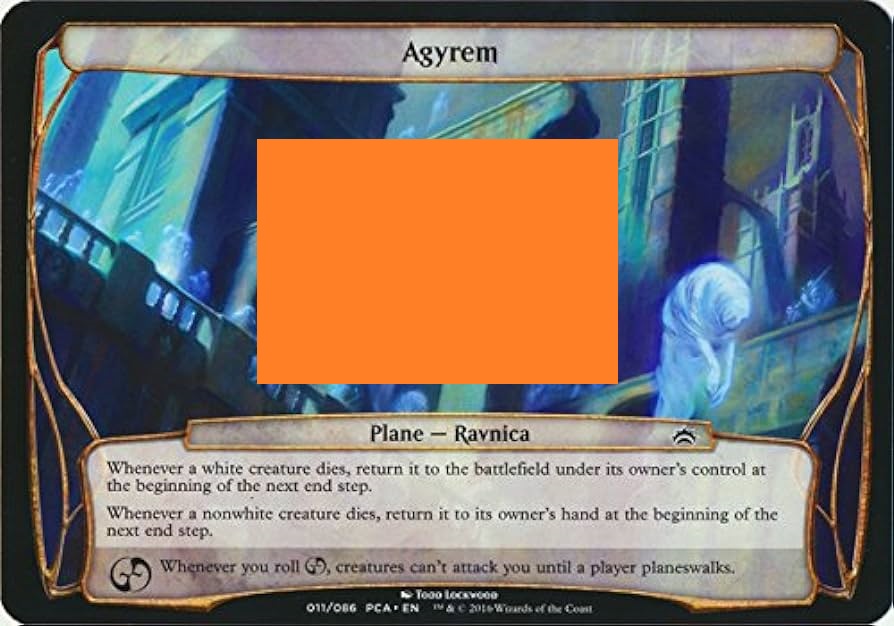 Agyrem
Plane — Ravnica
Whenever a white creature dies, return it to the battlefield under its owner's control at
the beginning of the next end step.
Whenever a nonwhite creature dies, return it to its owner's hand at the beginning of the
next end step.
Whenever you roll , creatures can't attack you until a player planeswalks.
Todd Lockwood
011/086 PCA • EN ™ & © 2016 Wizards of the Coast